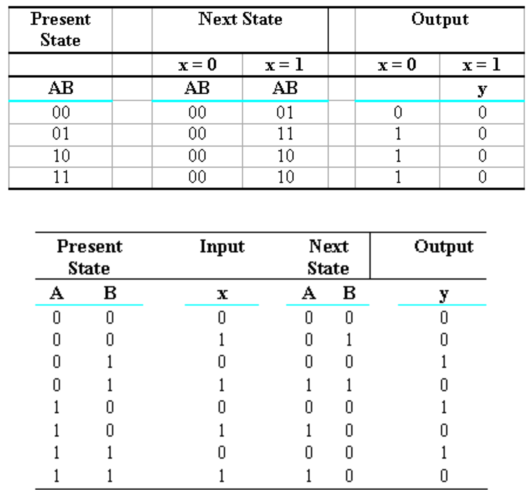 Present State Next State Output
x = 0 x = 1 x = 0 x = 1
AB AB AB y
00 00 01 0 0
01 00 11 1 0
10 00 10 1 0
11 00 10 1 0
Present State Input Next State Output
A B x A B y
0 0 0 0 0 0
0 0 1 0 1 0
0 1 0 0 0 1
0 1 1 1 1 0
1 0 0 0 0 1
1 0 1 1 0 0
1 1 0 0 0 1
1 1 1 1 0 0